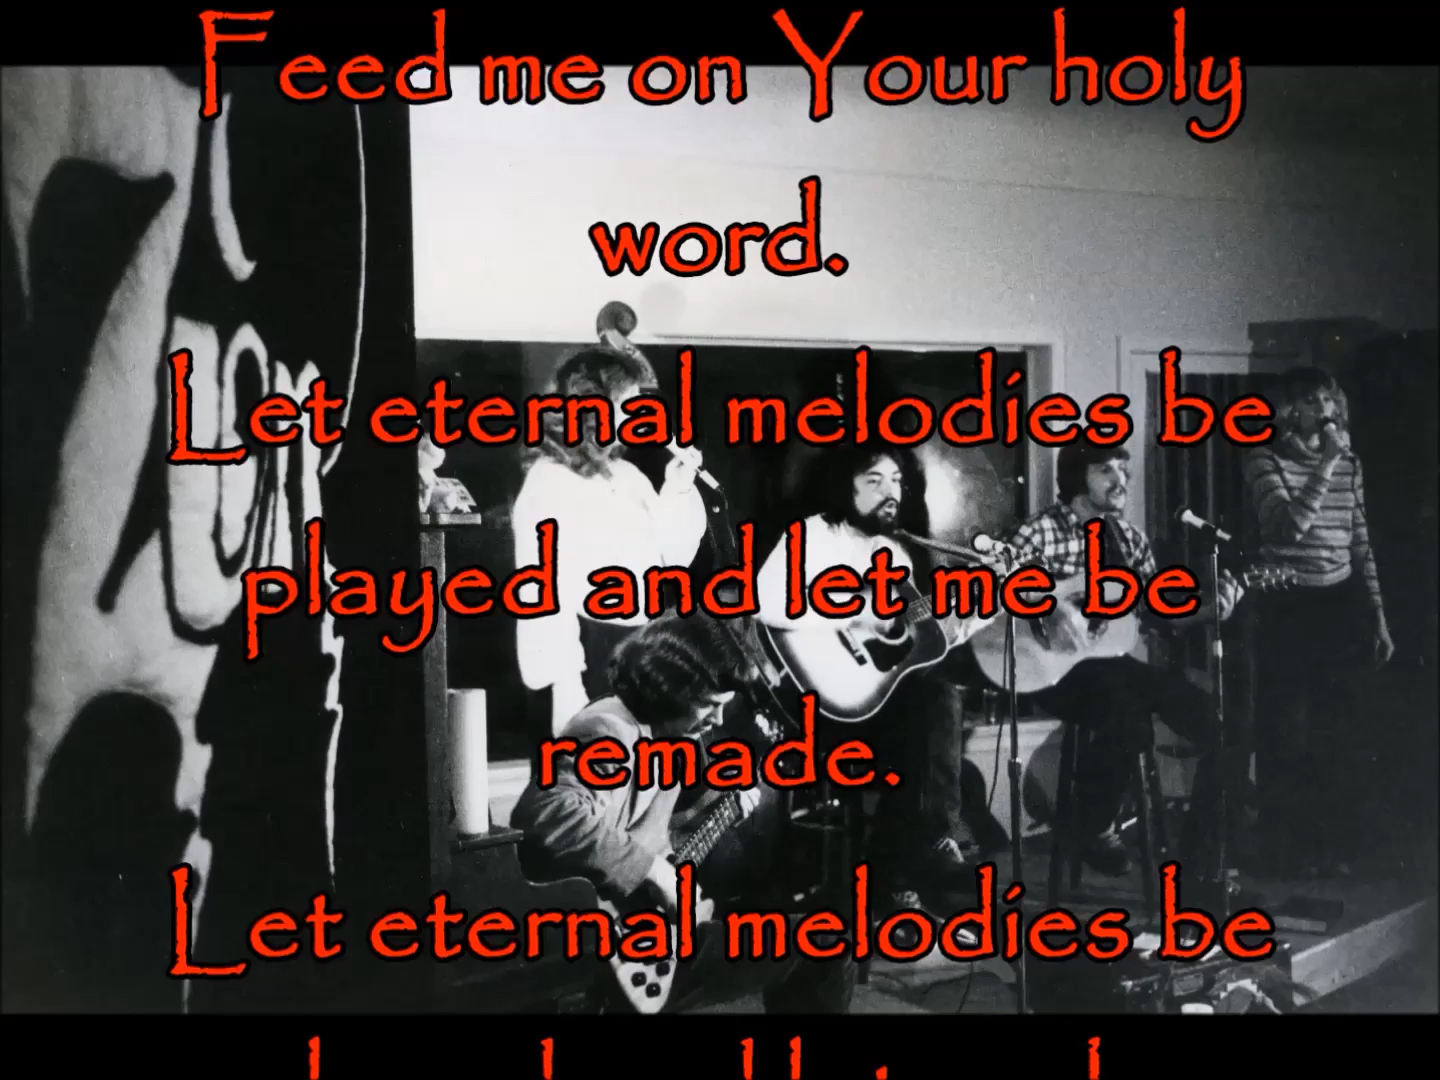 Feed me on Your holy
word.
Let eternal melodies be
played and let me be
remade.
Let eternal melodies be